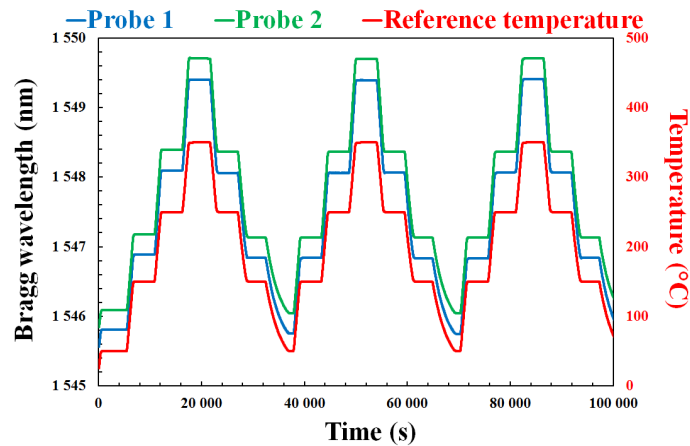 Probe 1 Probe 2 Reference temperature
1 550 500
1 549 400
1 548 300
1 547 200
1 546 100
1 545 0
Bragg wavelength (nm)
Temperature (°C)
0 20 000 40 000 60 000 80 000 100 000
Time (s)